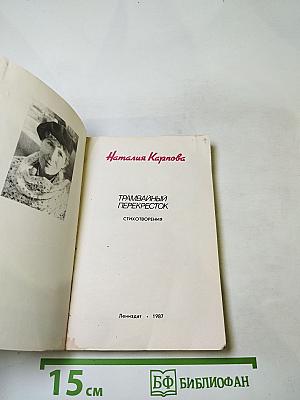 Наталия Карпова
ТРАМВАЙНЫЙ
ПЕРЕКРЕСТОК
СТИХОТВОРЕНИЯ
Лениздат • 1987
15 см
БФ БИБЛИОФАН